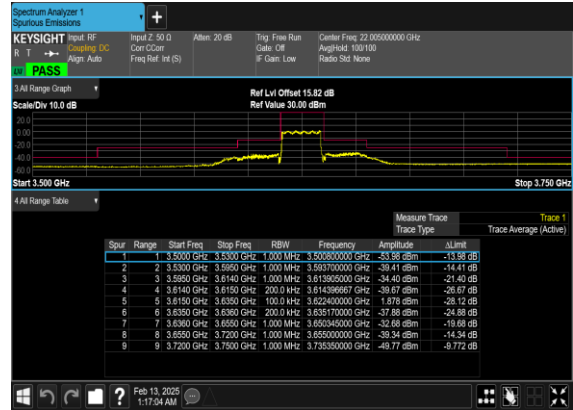 Spectrum Analyzer 1
Spurious Emissions
KEYSIGHT Input: RF Input Z: 50 Ω Atten: 20 dB Trig: Free Run Center Freq: 22.005000000 GHz
R T Coupling: DC Corr CCorr Gate: Off Avg|Hold: 100/100
Align: Auto Freq Ref: Int (S) IF Gain: Low Radio Std: None
PASS
3.All Range Graph
Ref Lvl Offset 15.82 dB
Scale/Div 10.0 dB Ref Value 30.00 dBm
20.0
0.00
-20.0
-40.0
-60.0
Start 3.500 GHz Stop 3.750 GHz
4.All Range Table
Measure Trace Trace 1
Trace Type Trace Average (Active)
Spur Range Start Freq Stop Freq RBW Frequency Amplitude ΔLimit
1 1 3.5000 GHz 3.5300 GHz 1.000 MHz 3.500800000 GHz -53.98 dBm -13.98 dB
2 2 3.5300 GHz 3.5950 GHz 1.000 MHz 3.593700000 GHz -39.41 dBm -14.41 dB
3 3 3.5950 GHz 3.6140 GHz 1.000 MHz 3.613905000 GHz -34.40 dBm -21.40 dB
4 4 3.6140 GHz 3.6150 GHz 200.0 kHz 3.614396667 GHz -39.67 dBm -26.67 dB
5 5 3.6150 GHz 3.6350 GHz 100.0 kHz 3.622400000 GHz 1.878 dBm -28.12 dB
6 6 3.6350 GHz 3.6360 GHz 200.0 kHz 3.635170000 GHz -37.88 dBm -24.88 dB
7 7 3.6360 GHz 3.6550 GHz 1.000 MHz 3.650345000 GHz -32.68 dBm -19.68 dB
8 8 3.6550 GHz 3.7200 GHz 1.000 MHz 3.655000000 GHz -39.34 dBm -14.34 dB
9 9 3.7200 GHz 3.7500 GHz 1.000 MHz 3.735350000 GHz -49.77 dBm -9.772 dB
Feb 13, 2025
1:17:04 AM